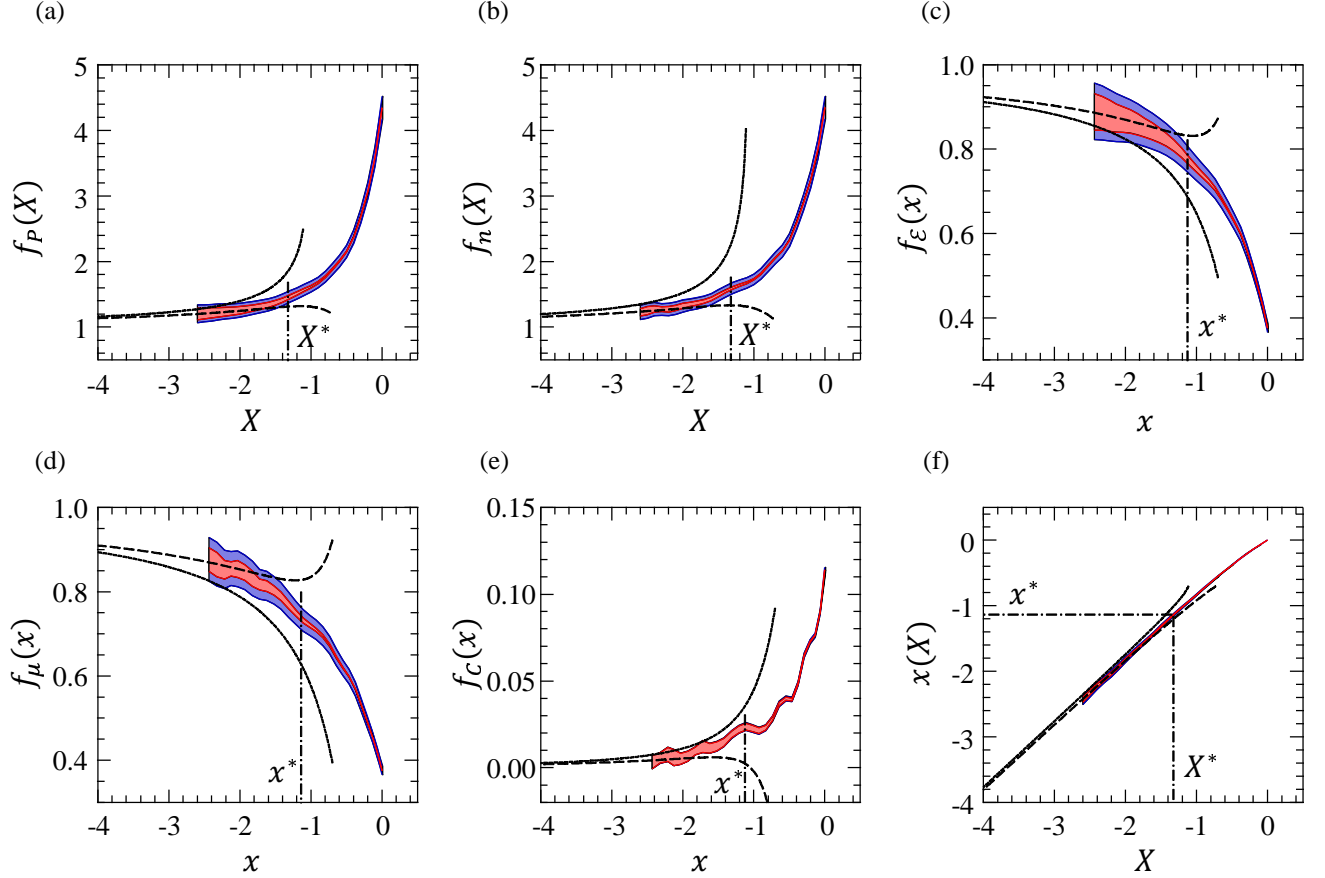 (a)
5
4
3
2
1
f_P(X)
X*
-4 -3 -2 -1 0
X
(b)
5
4
3
2
1
f_n(X)
X*
-4 -3 -2 -1 0
X
(c)
1.0
0.8
0.6
0.4
f_ℰ(x)
x*
-4 -3 -2 -1 0
x
(d)
1.0
0.8
0.6
0.4
f_μ(x)
x*
-4 -3 -2 -1 0
x
(e)
0.15
0.10
0.05
0.00
f_C(x)
x*
-4 -3 -2 -1 0
x
(f)
0
-1
-2
-3
-4
x(X)
x*
X*
-4 -3 -2 -1 0
X